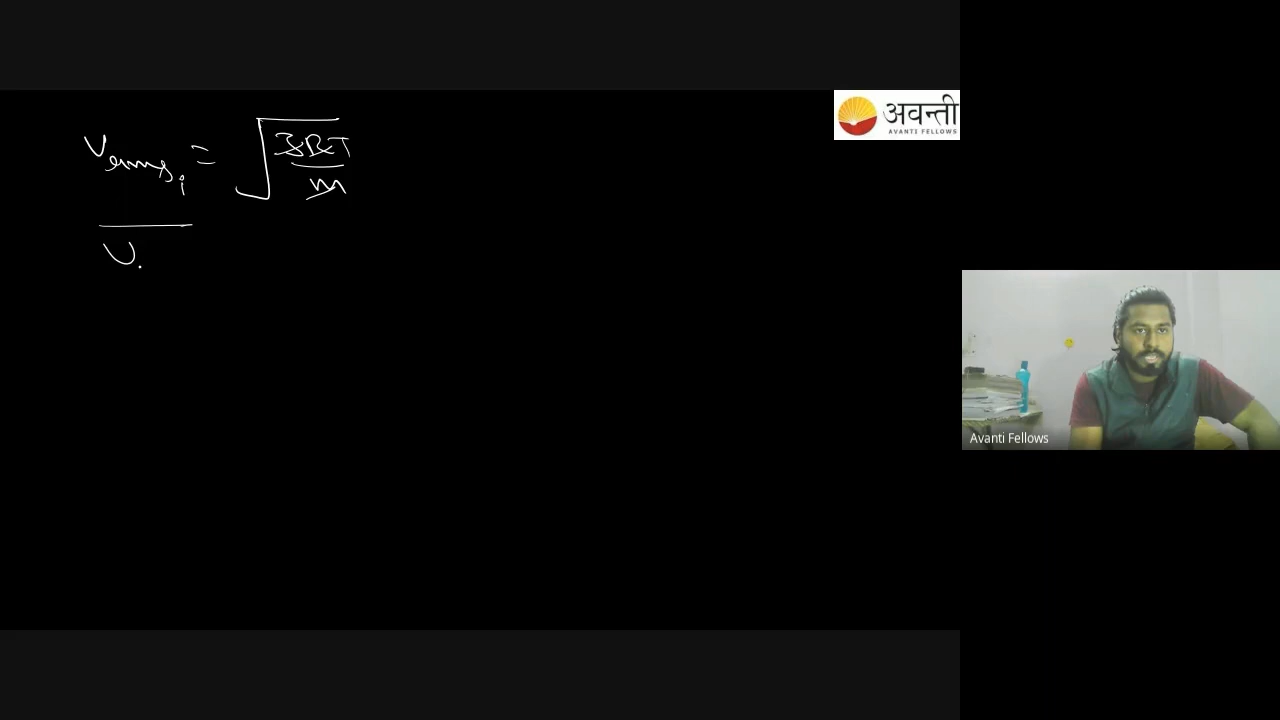 अवन्ती
AVANTI FELLOWS
Vrms i = √(3RT/m)
V.
Avanti Fellows